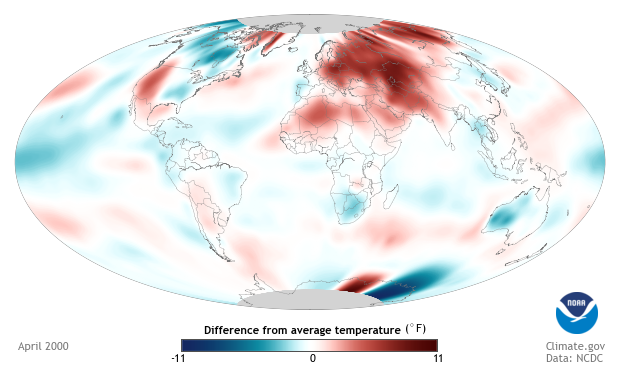 NOAA
Difference from average temperature (°F)
April 2000
-11 0 11
Climate.gov
Data: NCDC